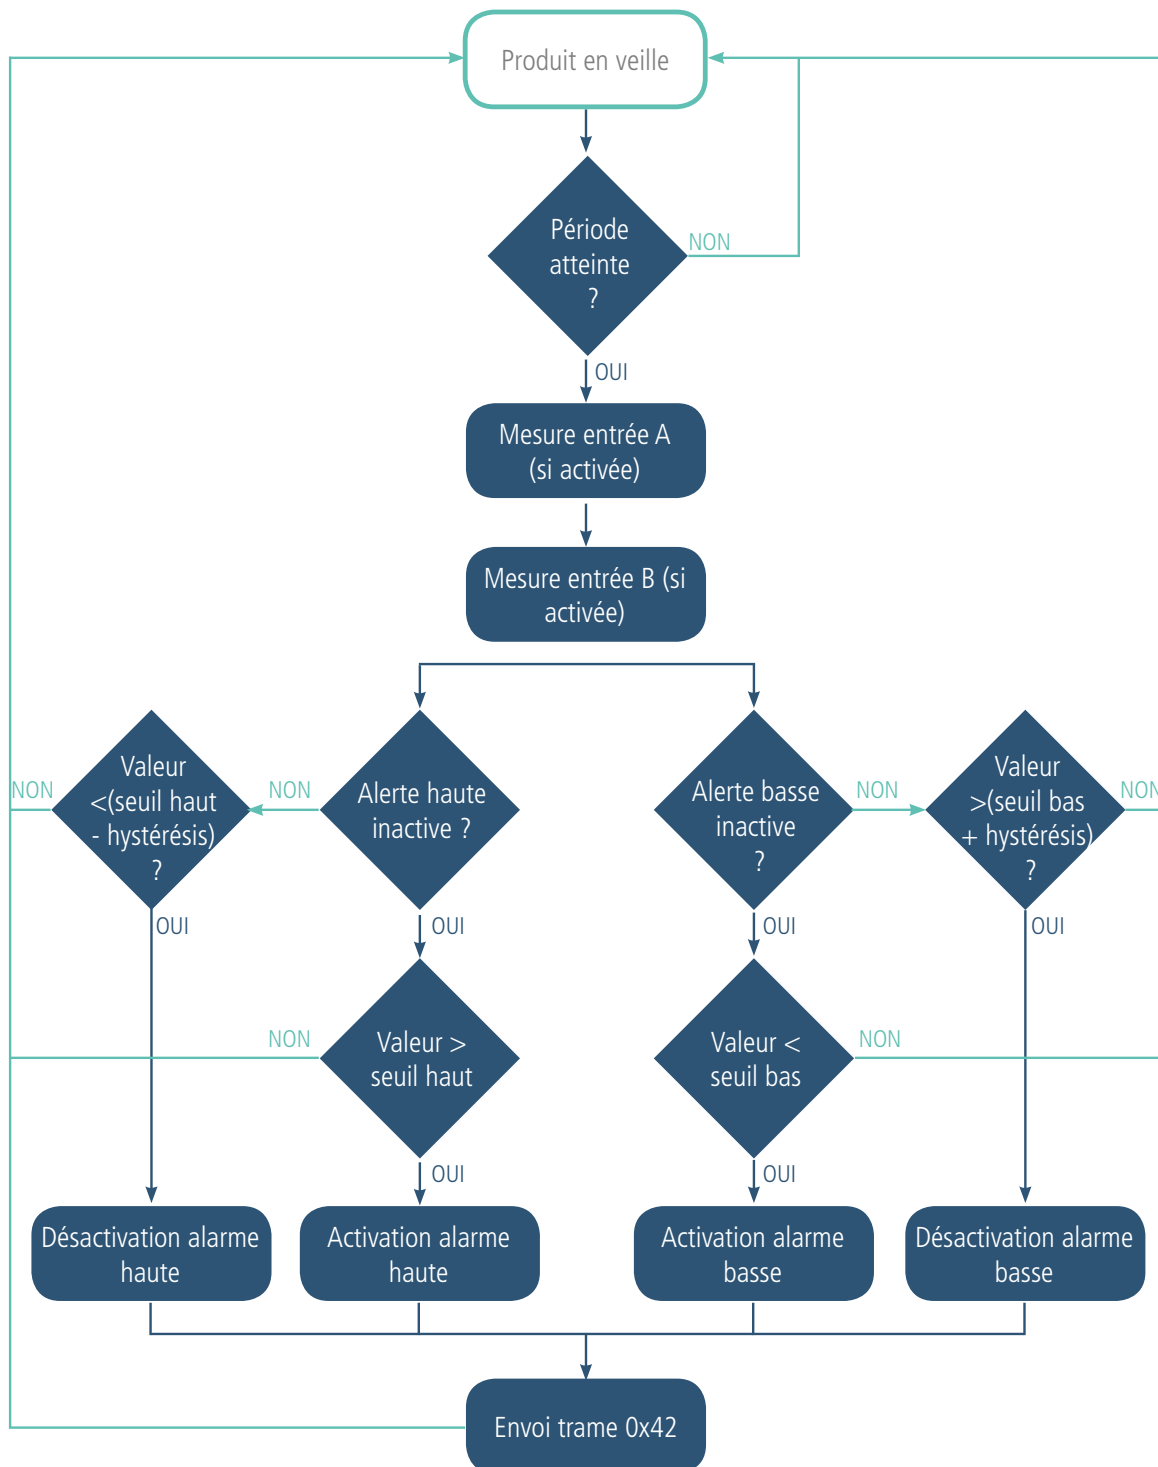 Produit en veille
Période
atteinte
?
NON
OUI
Mesure entrée A
(si activée)
Mesure entrée B (si
activée)
Valeur
<(seuil haut
- hystérésis)
?
NON
NON
Alerte haute
inactive ?
Alerte basse
inactive
?
NON
Valeur
>(seuil bas
+ hystérésis)
?
NON
OUI
OUI
OUI
OUI
NON
Valeur >
seuil haut
Valeur <
seuil bas
NON
OUI
OUI
Désactivation alarme
haute
Activation alarme
haute
Activation alarme
basse
Désactivation alarme
basse
Envoi trame 0x42